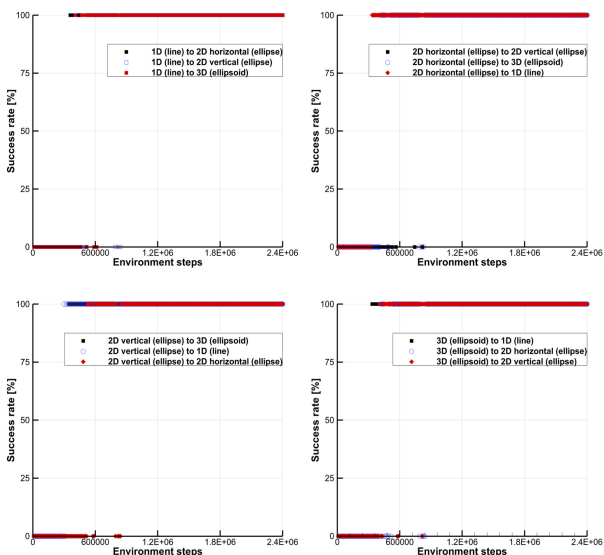 100
75
50
25
0
Success rate [%]
1D (line) to 2D horizontal (ellipse)
1D (line) to 2D vertical (ellipse)
1D (line) to 3D (ellipsoid)
0 600000 1.2E+06 1.8E+06 2.4E+06
Environment steps
100
75
50
25
0
Success rate [%]
2D horizontal (ellipse) to 2D vertical (ellipse)
2D horizontal (ellipse) to 3D (ellipsoid)
2D horizontal (ellipse) to 1D (line)
0 600000 1.2E+06 1.8E+06 2.4E+06
Environment steps
100
75
50
25
0
Success rate [%]
2D vertical (ellipse) to 3D (ellipsoid)
2D vertical (ellipse) to 1D (line)
2D vertical (ellipse) to 2D horizontal (ellipse)
0 600000 1.2E+06 1.8E+06 2.4E+06
Environment steps
100
75
50
25
0
Success rate [%]
3D (ellipsoid) to 1D (line)
3D (ellipsoid) to 2D horizontal (ellipse)
3D (ellipsoid) to 2D vertical (ellipse)
0 600000 1.2E+06 1.8E+06 2.4E+06
Environment steps